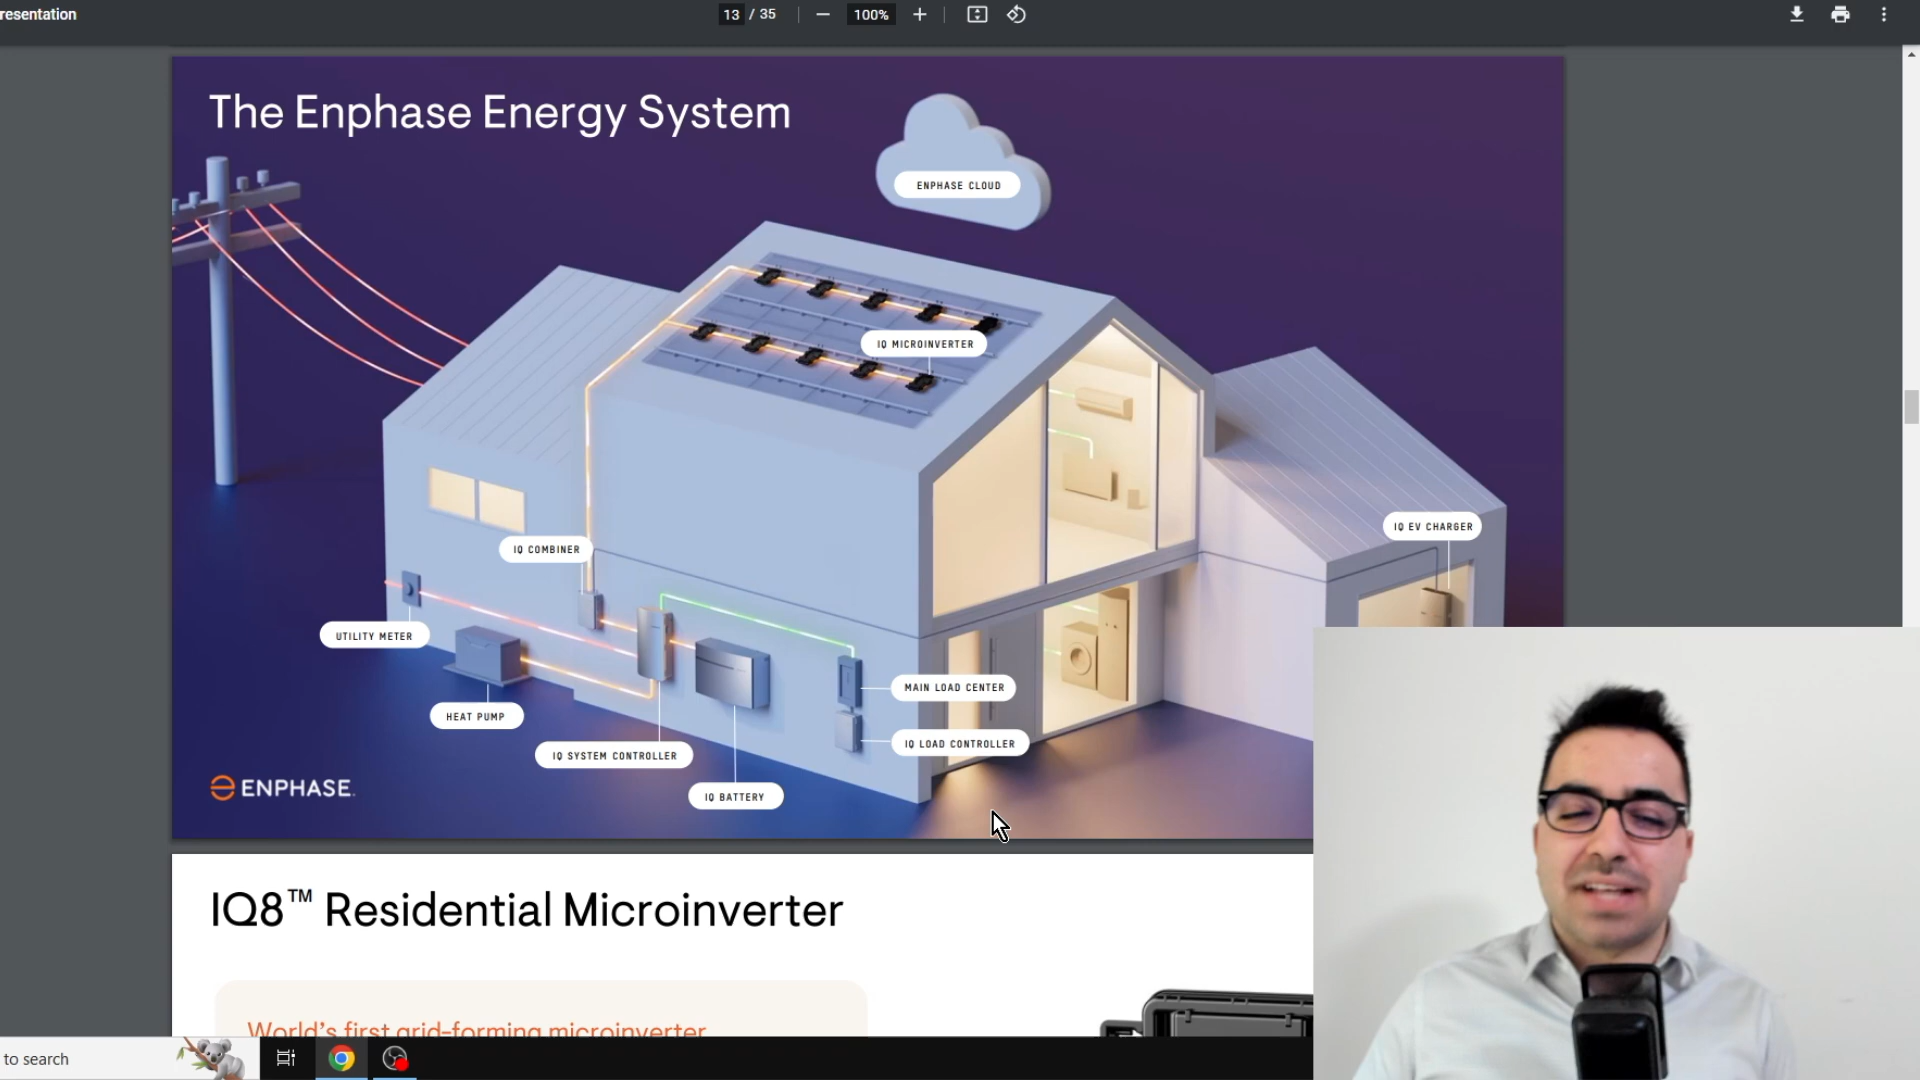 resentation
13 / 35
100%
The Enphase Energy System
ENPHASE CLOUD
IQ MICROINVERTER
IQ EV CHARGER
IQ COMBINER
UTILITY METER
MAIN LOAD CENTER
HEAT PUMP
IQ LOAD CONTROLLER
IQ SYSTEM CONTROLLER
ENPHASE.
IQ BATTERY
IQ8™ Residential Microinverter
World's first grid-forming microinverter
to search